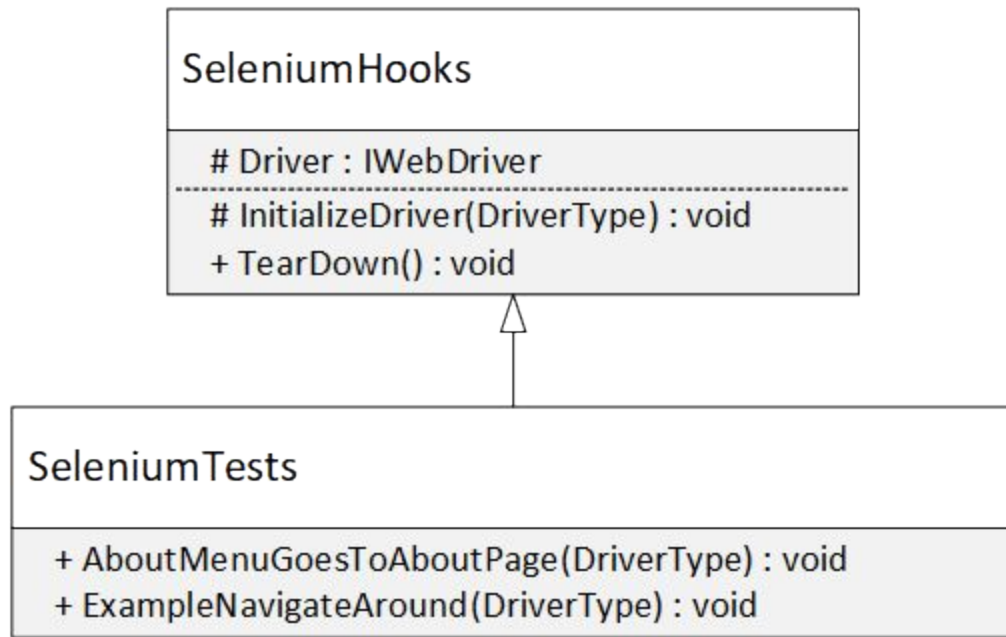 SeleniumHooks
# Driver : IWebDriver
# InitializeDriver(DriverType) : void
+ TearDown() : void
SeleniumTests
+ AboutMenuGoesToAboutPage(DriverType) : void
+ ExampleNavigateAround(DriverType) : void